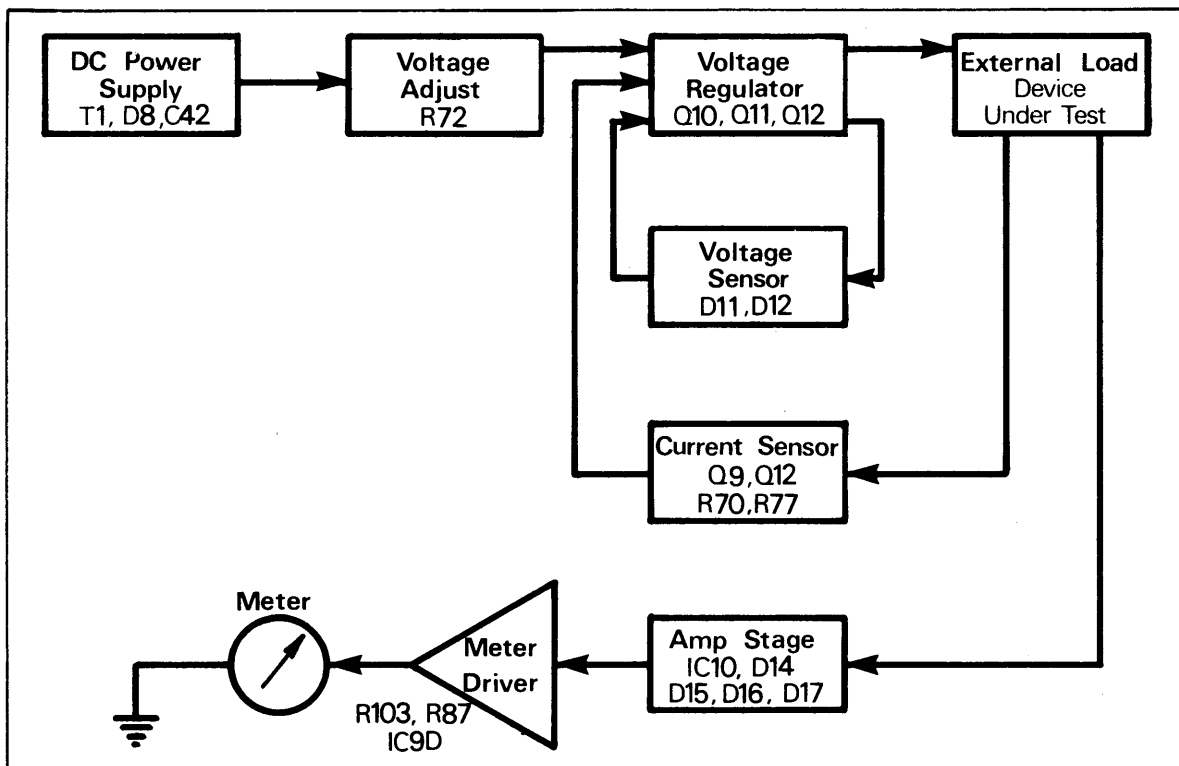 DC Power
Supply
T1, D8,C42
Voltage
Adjust
R72
Voltage
Regulator
Q10, Q11, Q12
External Load
Device
Under Test
Voltage
Sensor
D11,D12
Current Sensor
Q9,Q12
R70,R77
Meter
Meter
Driver
R103, R87
IC9D
Amp Stage
IC10, D14
D15,D16, D17